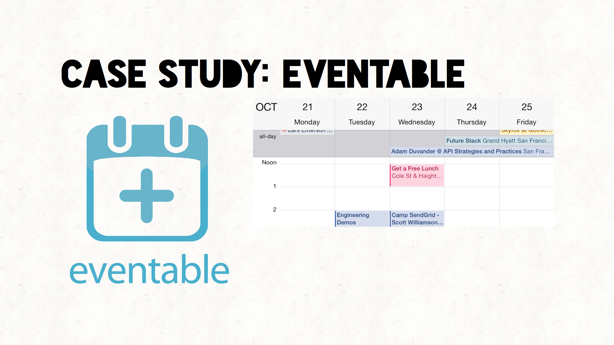 CASE STUDY: EVENTABLE
OCT 21 22 23 24 25
Monday Tuesday Wednesday Thursday Friday
all-day
Future Stack Grand Hyatt San Franci...
Adam Duvander @ API Strategies and Practices San Fra...
Noon
Get a Free Lunch
Cole St & Haight...
1
2
Engineering
Demos
Camp SendGrid -
Scott Williamson...
eventable